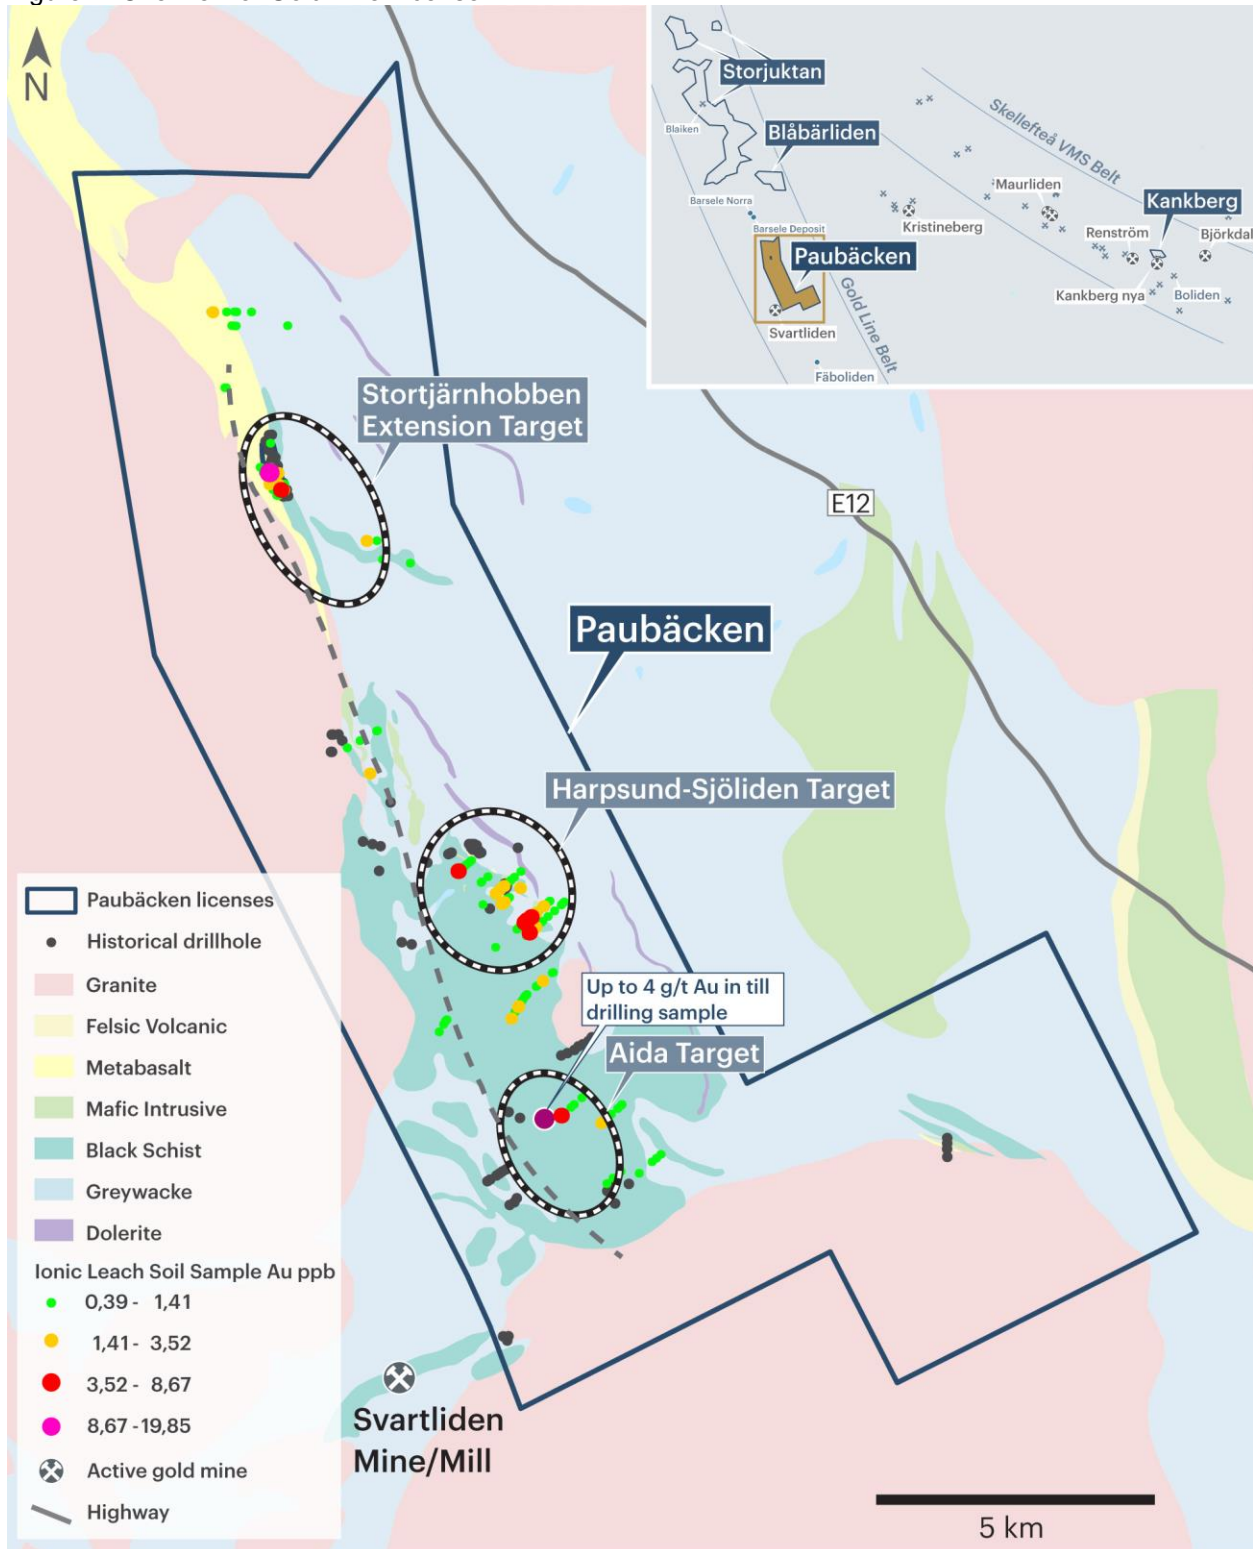 N
Storjuktan
Blaiken
Blåbärliden
Skellefteå VMS Belt
Barsele Norra
Maurliden
Kankberg
Barsele Deposit
Kristineberg
Renström
Björkdal
Paubäcken
Kankberg nya
Boliden
Gold Line Belt
Svartliden
Fäboliden
Stortjärnhobben
Extension Target
E12
Paubäcken
Harpsund-Sjöliden Target
Up to 4 g/t Au in till
drilling sample
Aida Target
Paubäcken licenses
Historical drillhole
Granite
Felsic Volcanic
Metabasalt
Mafic Intrusive
Black Schist
Greywacke
Dolerite
Ionic Leach Soil Sample Au ppb
0,39 - 1,41
1,41 - 3,52
3,52 - 8,67
8,67 - 19,85
Active gold mine
Highway
Svartliden
Mine/Mill
5 km